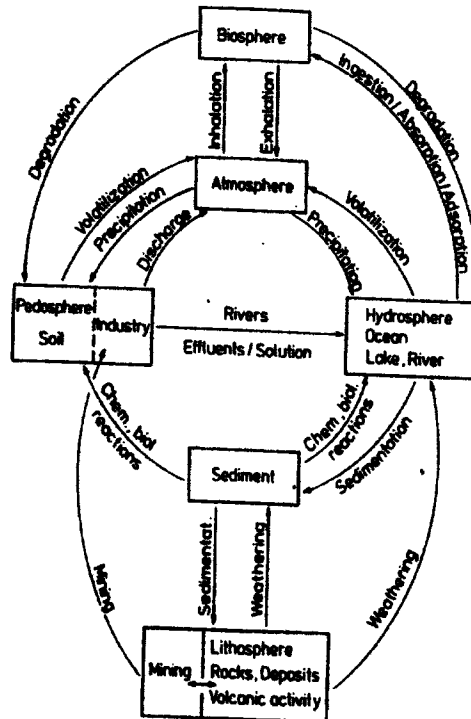 Biosphere
Degradation
Inhalation
Exhalation
Degradation
Ingestion/Absorption/Adsorption
Atmosphere
Volatilization
Precipitation
Discharge
Precipitation
Volatilization
Pedosphere
Soil
Industry
Rivers
Effluents / Solution
Hydrosphere
Ocean
Lake, River
Chem., biol.
reactions
Chem., biol.
reactions
Sedimentation
Sediment
Mining
Sedimentat.
Weathering
Weathering
Mining
Lithosphere
Rocks, Deposits
Volcanic activity